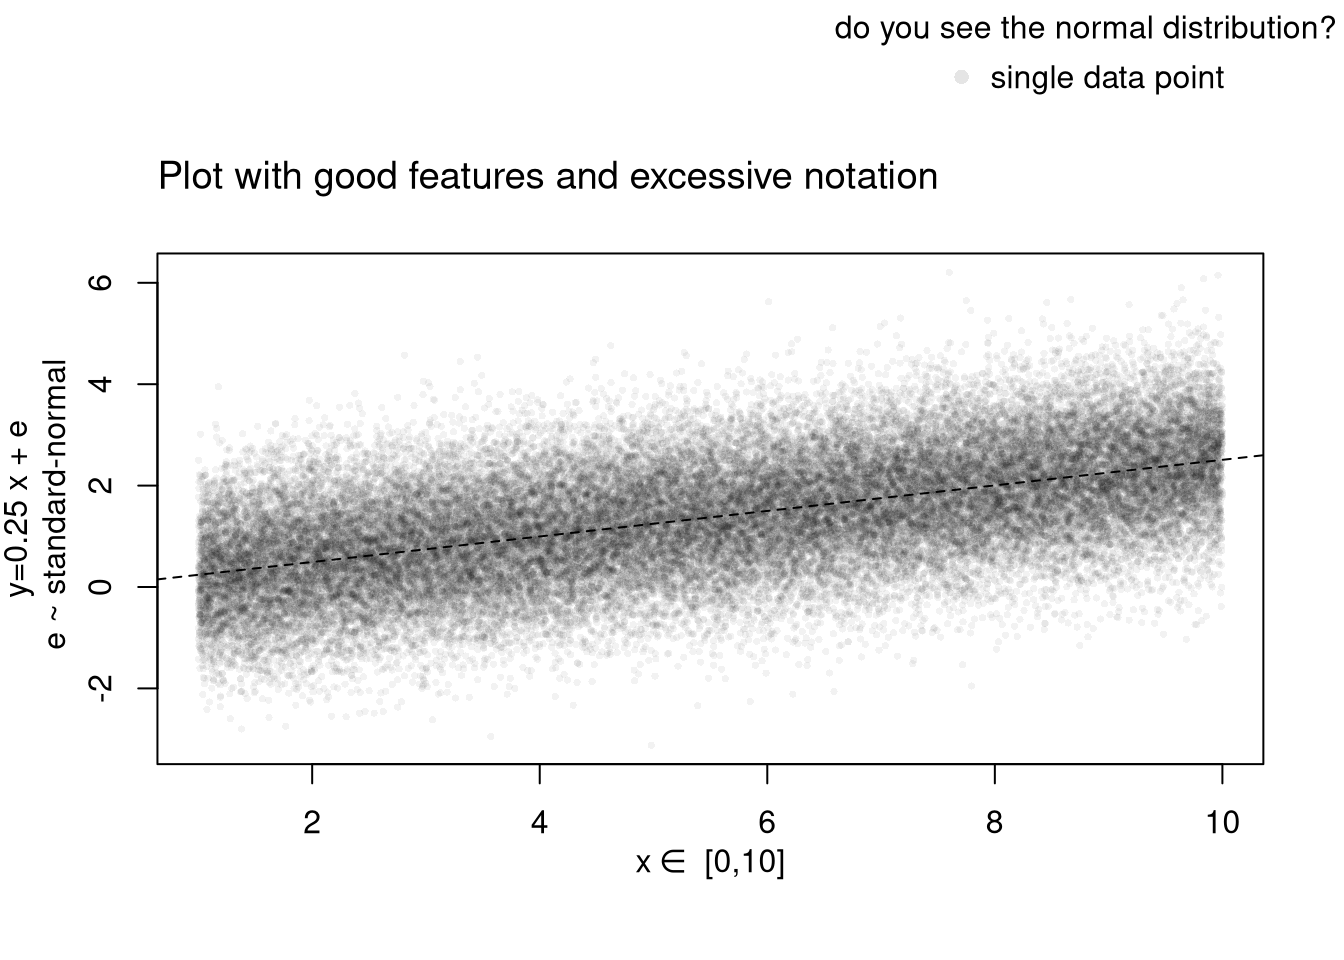 do you see the normal distribution?
single data point
Plot with good features and excessive notation
y=0.25 x + e
e ~ standard-normal
6
4
2
0
-2
2 4 6 8 10
x ∈ [0,10]